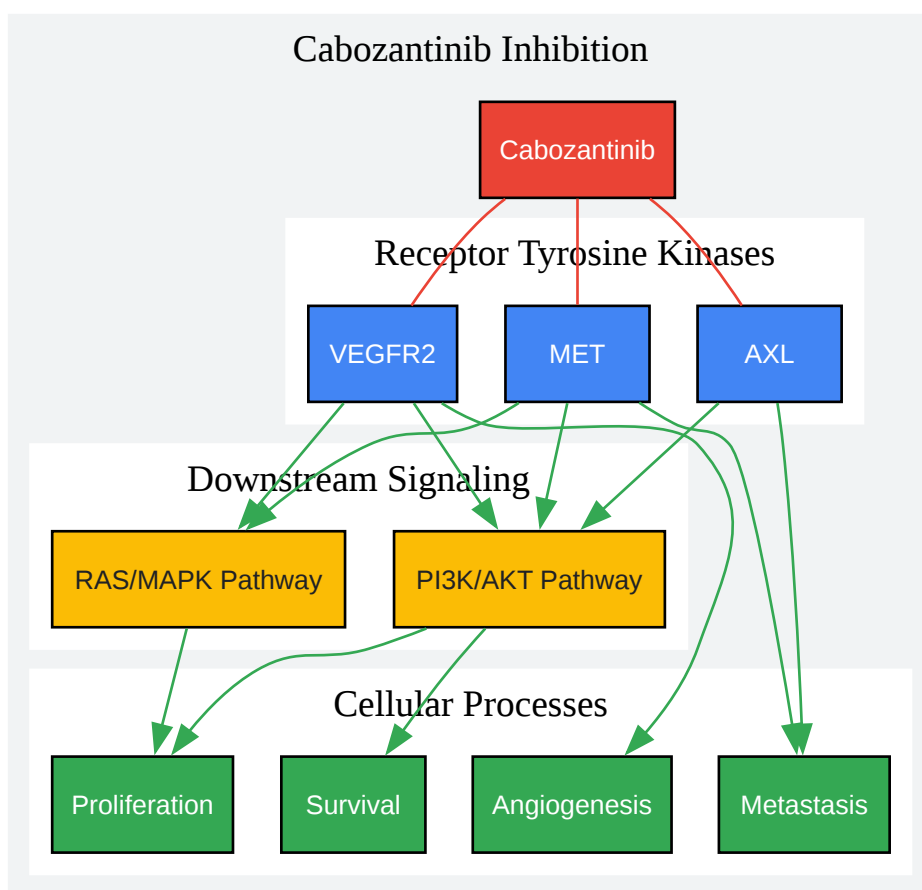 Cabozantinib Inhibition
Cabozantinib
Receptor Tyrosine Kinases
VEGFR2
MET
AXL
Downstream Signaling
RAS/MAPK Pathway
PI3K/AKT Pathway
Cellular Processes
Proliferation
Survival
Angiogenesis
Metastasis